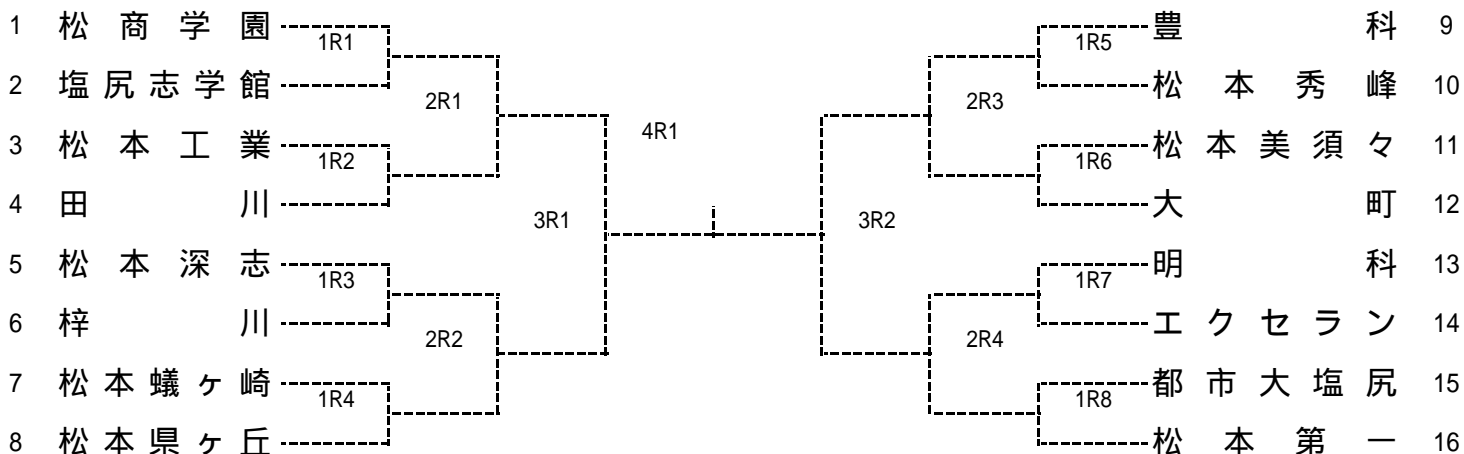 1 松商学園 1R1 1R5 豊科 9
2 塩尻志学館 2R1 2R3 松本秀峰 10
4R1
3 松本工業 1R2 1R6 松本美須々 11
4 田川 3R1 3R2 大町 12
5 松本深志 1R3 1R7 明科 13
6 梓川 2R2 2R4 エクセラン 14
7 松本蟻ヶ崎 1R4 1R8 都市大塩尻 15
8 松本県ヶ丘 松本第一 16